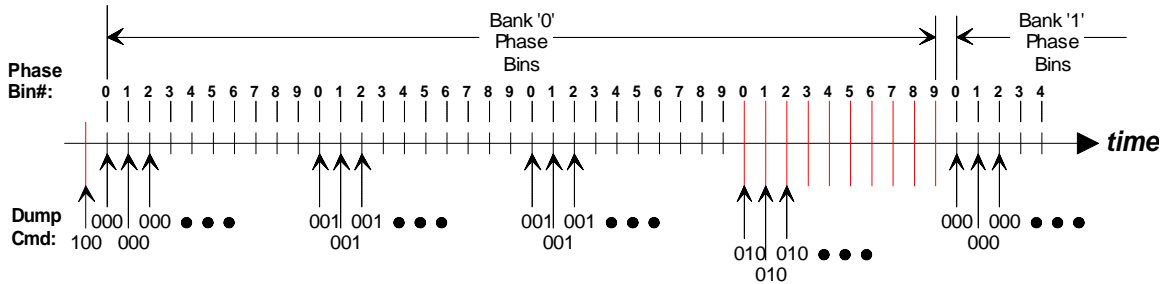 Bank '0'
Phase
Bins
Bank '1'
Phase
Bins
Phase
Bin#:
0 1 2 3 4 5 6 7 8 9 0 1 2 3 4 5 6 7 8 9 0 1 2 3 4 5 6 7 8 9 0 1 2 3 4 5 6 7 8 9 0 1 2 3 4
time
Dump
Cmd:
000 000 001 001 001 001 000 000
100 000 001 001 000
010 010
010